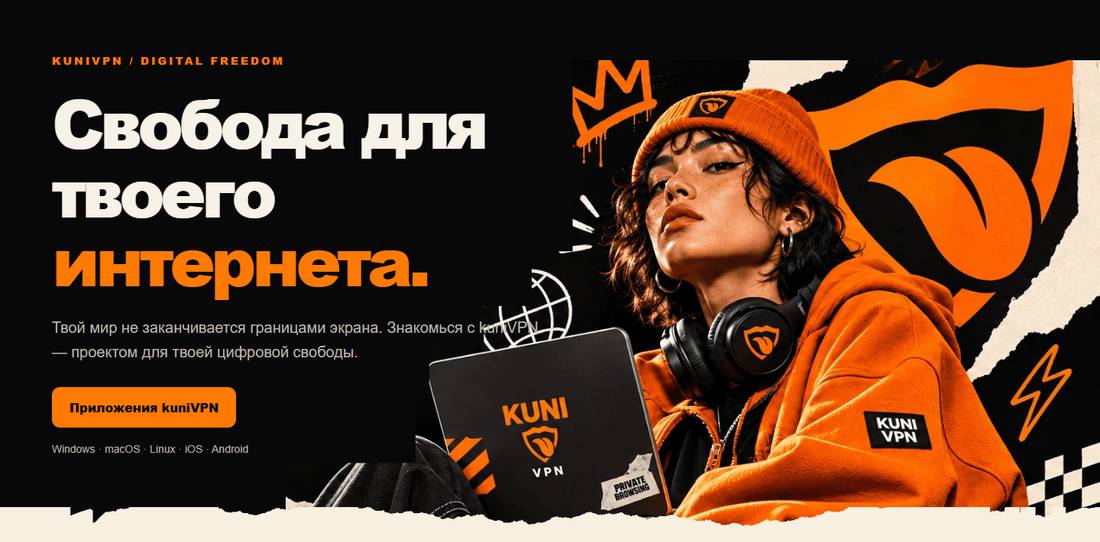 KUNIVPN / DIGITAL FREEDOM
Свобода для
твоего
интернета.
Твой мир не заканчивается границами экрана. Знакомься с kuniVPN
— проектом для твоей цифровой свободы.
Приложения kuniVPN
Windows · macOS · Linux · iOS · Android
KUNI
VPN
PRIVATE
BROWSING
KUNI
VPN